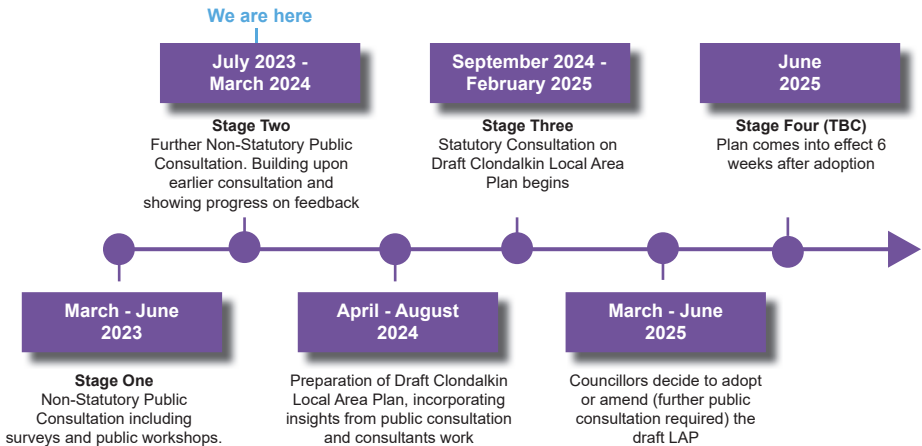 We are here
July 2023 -
March 2024
Stage Two
Further Non-Statutory Public
Consultation. Building upon
earlier consultation and
showing progress on feedback
September 2024 -
February 2025
Stage Three
Statutory Consultation on
Draft Clondalkin Local Area
Plan begins
June
2025
Stage Four (TBC)
Plan comes into effect 6
weeks after adoption
March - June
2023
Stage One
Non-Statutory Public
Consultation including
surveys and public workshops.
April - August
2024
Preparation of Draft Clondalkin
Local Area Plan, incorporating
insights from public consultation
and consultants work
March - June
2025
Councillors decide to adopt
or amend (further public
consultation required) the
draft LAP